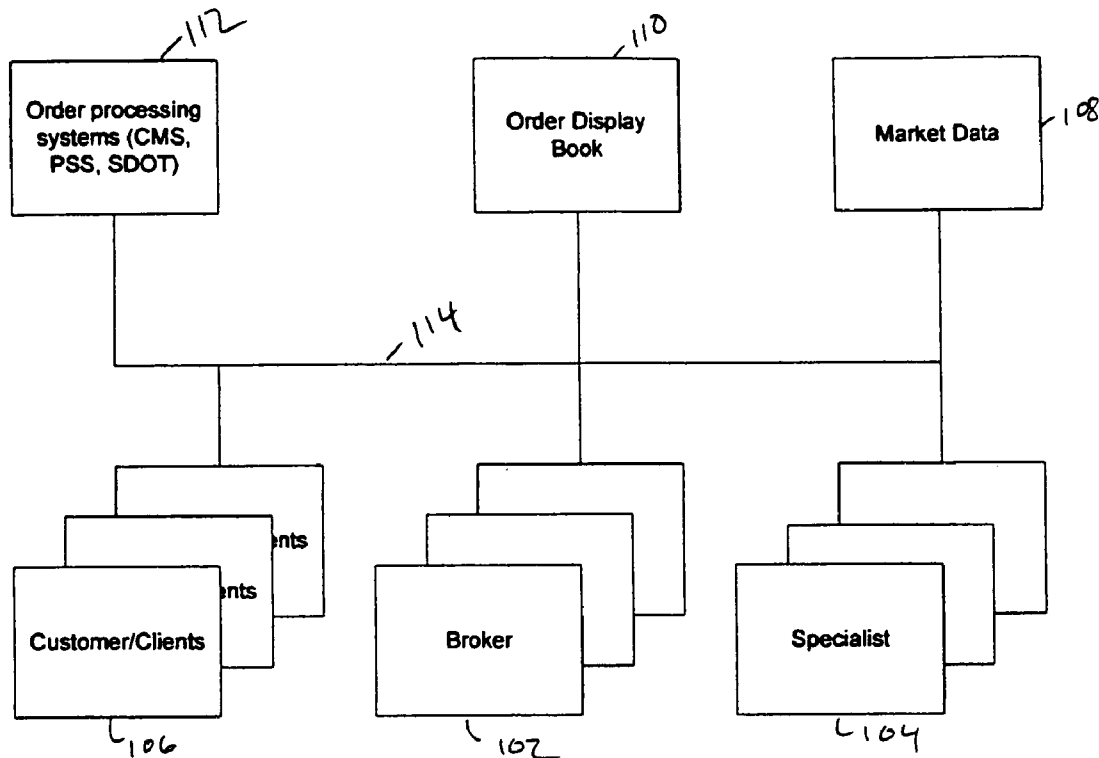 112
110
Order processing
systems (CMS,
PSS, SDOT)
Order Display
Book
Market Data
108
114
ents
ents
Customer/Clients
Broker
Specialist
106
102
104